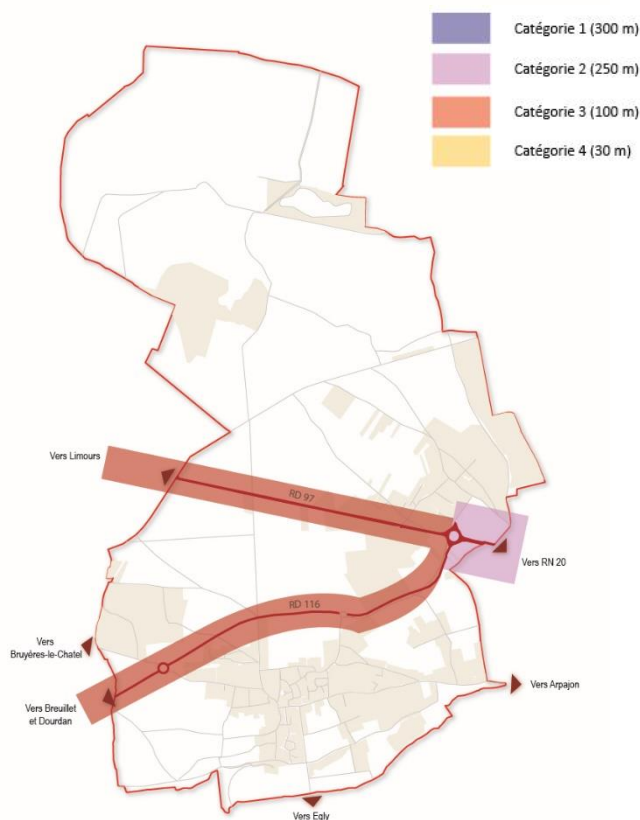 Catégorie 1 (300 m)
Catégorie 2 (250 m)
Catégorie 3 (100 m)
Catégorie 4 (30 m)
Vers Limours
RD 97
Vers RN 20
RD 116
Vers
Bruyéres-le-Chatel
Vers Breuillet
et Dourdan
Vers Arpajon
Vers Egly